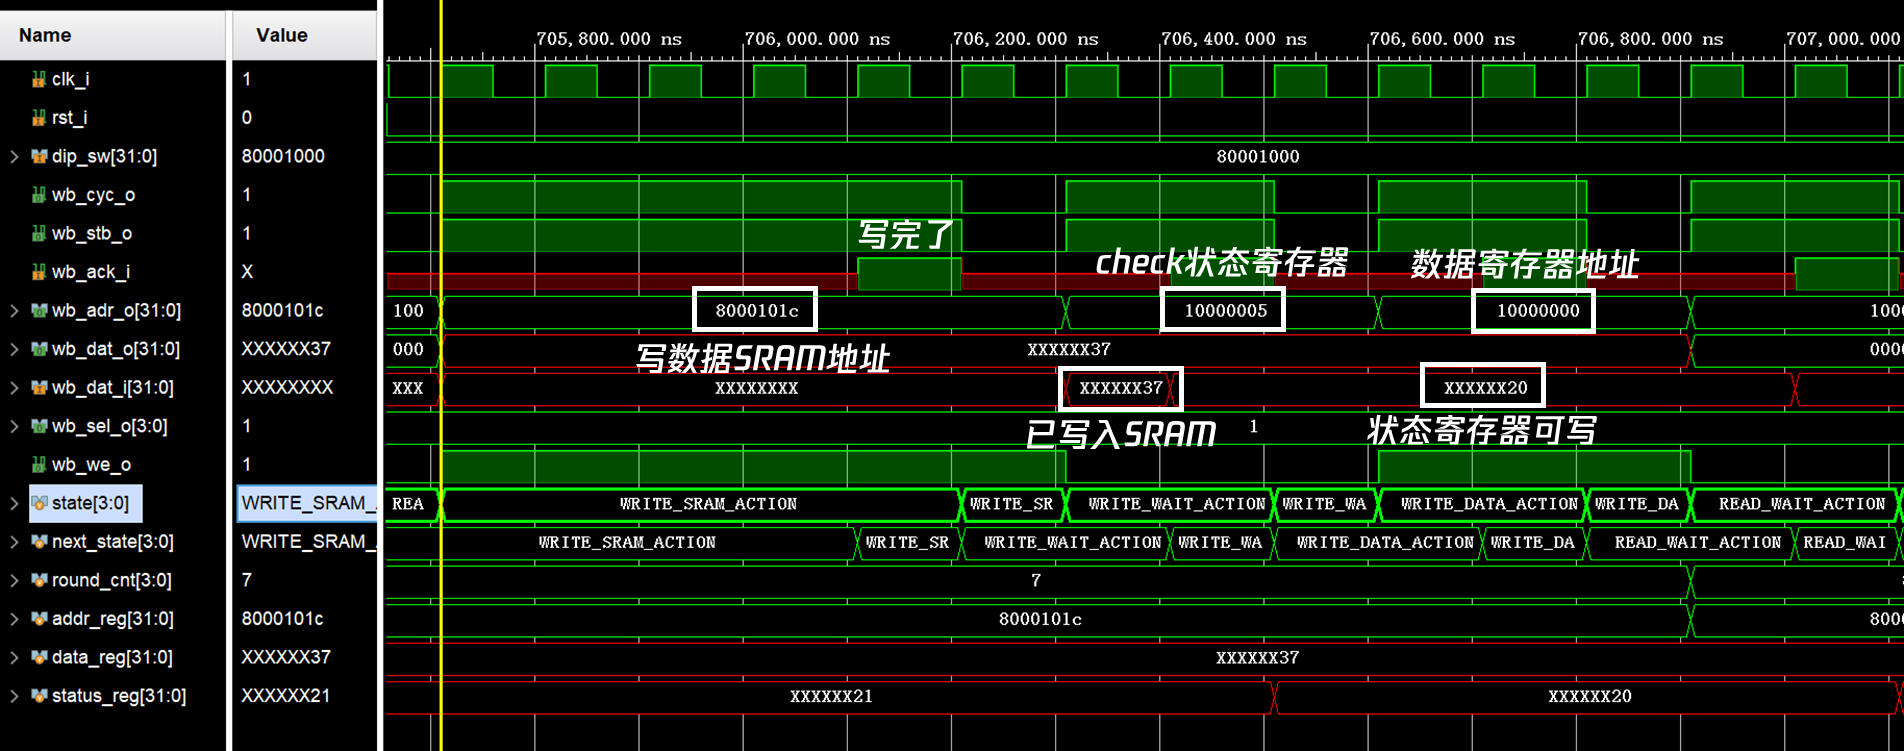 Name Value
705,800.000 ns 706,000.000 ns 706,200.000 ns 706,400.000 ns 706,600.000 ns 706,800.000 ns 707,000.000
clk_i 1
rst_i 0
dip_sw[31:0] 80001000 80001000
wb_cyc_o 1
wb_stb_o 1 写完了
wb_ack_i X check状态寄存器 数据寄存器地址
wb_adr_o[31:0] 8000101c 100 8000101c 10000005 10000000 100
wb_dat_o[31:0] XXXXXX37 000 XXXXXX37 0000
写数据SRAM地址
wb_dat_i[31:0] XXXXXXXX XXX XXXXXXXX XXXXXX37 XXXXXX20
wb_sel_o[3:0] 1 已写入SRAM 1 状态寄存器可写
wb_we_o 1
state[3:0] WRITE_SRAM_ REA WRITE_SRAM_ACTION WRITE_SR WRITE_WAIT_ACTION WRITE_WA WRITE_DATA_ACTION WRITE_DA READ_WAIT_ACTION
next_state[3:0] WRITE_SRAM_ WRITE_SRAM_ACTION WRITE_SR WRITE_WAIT_ACTION WRITE_WA WRITE_DATA_ACTION WRITE_DA READ_WAIT_ACTION READ_WAI
round_cnt[3:0] 7 7
addr_reg[31:0] 8000101c 8000101c 800
data_reg[31:0] XXXXXX37 XXXXXX37
status_reg[31:0] XXXXXX21 XXXXXX21 XXXXXX20